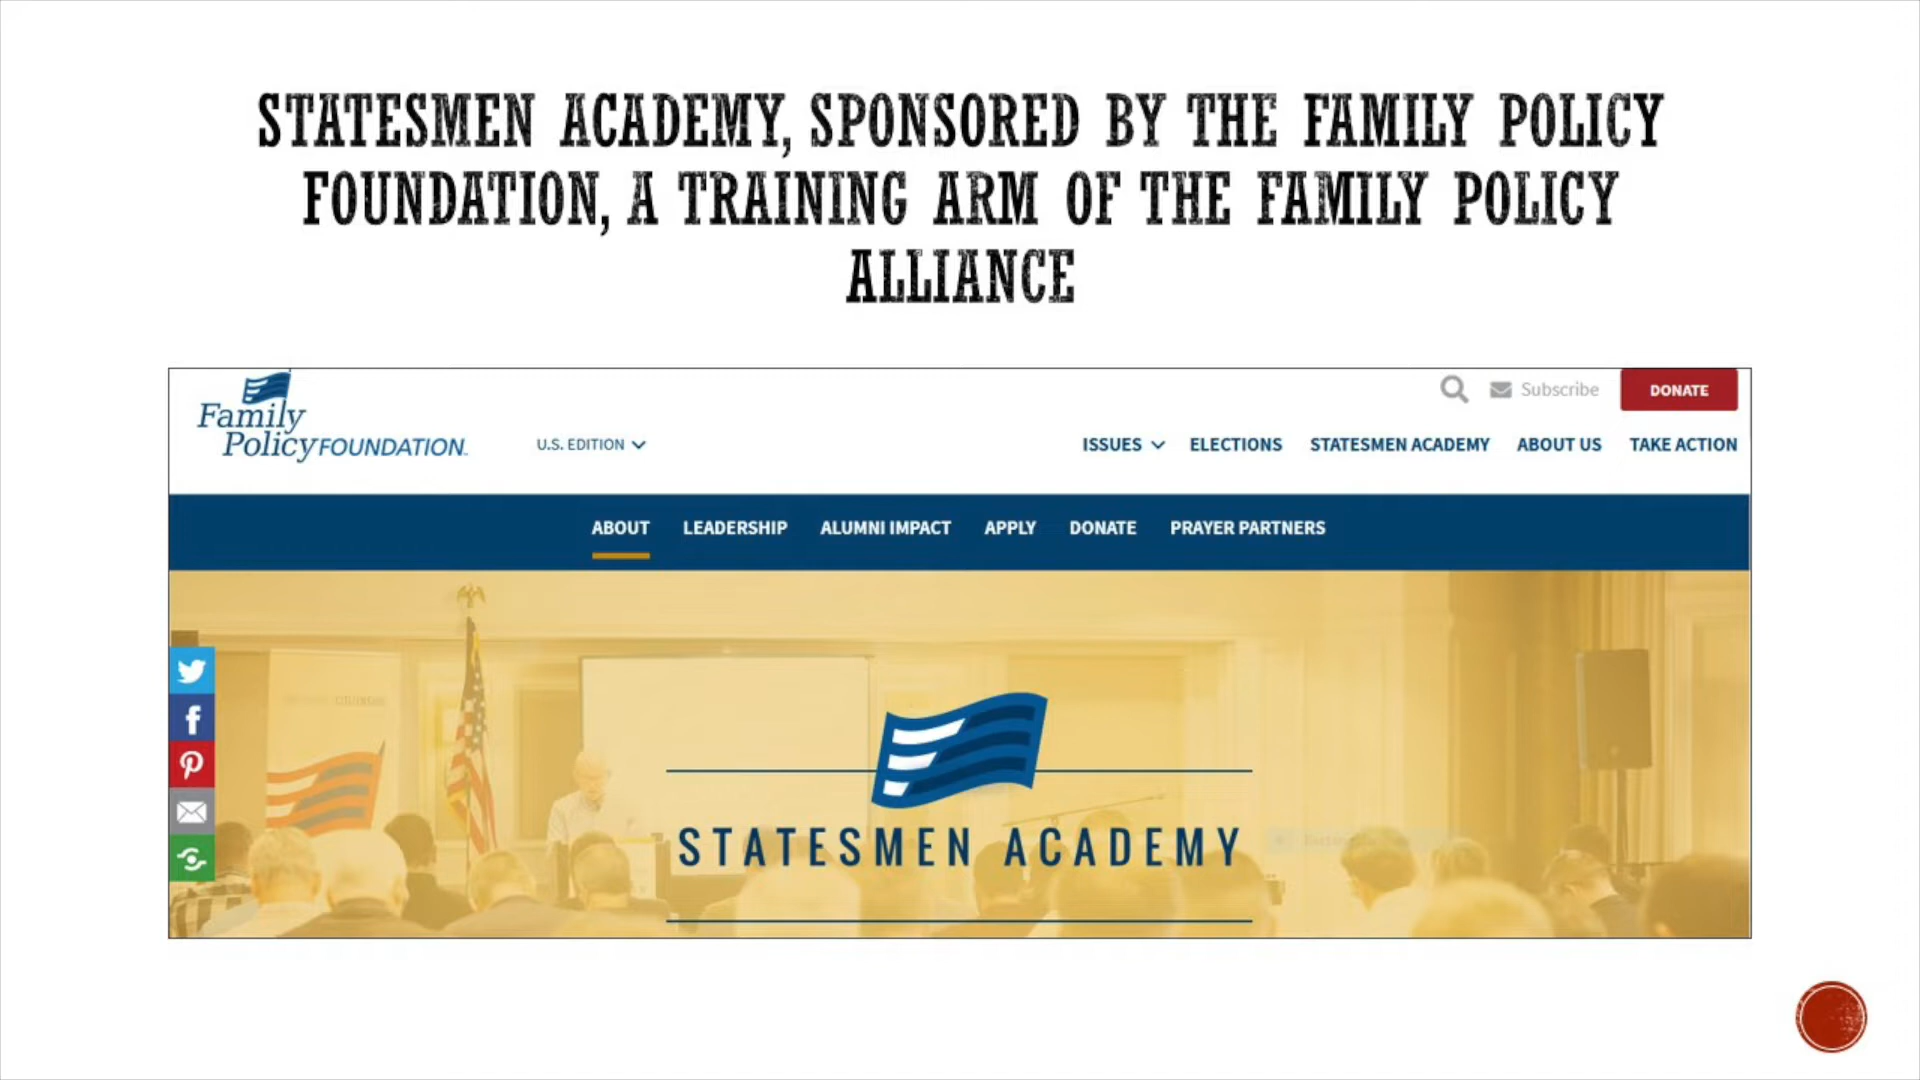 STATESMEN ACADEMY, SPONSORED BY THE FAMILY POLICY
FOUNDATION, A TRAINING ARM OF THE FAMILY POLICY
ALLIANCE
Family
Policy FOUNDATION.
U.S. EDITION
Subscribe
DONATE
ISSUES
ELECTIONS
STATESMEN ACADEMY
ABOUT US
TAKE ACTION
ABOUT
LEADERSHIP
ALUMNI IMPACT
APPLY
DONATE
PRAYER PARTNERS
STATESMEN ACADEMY